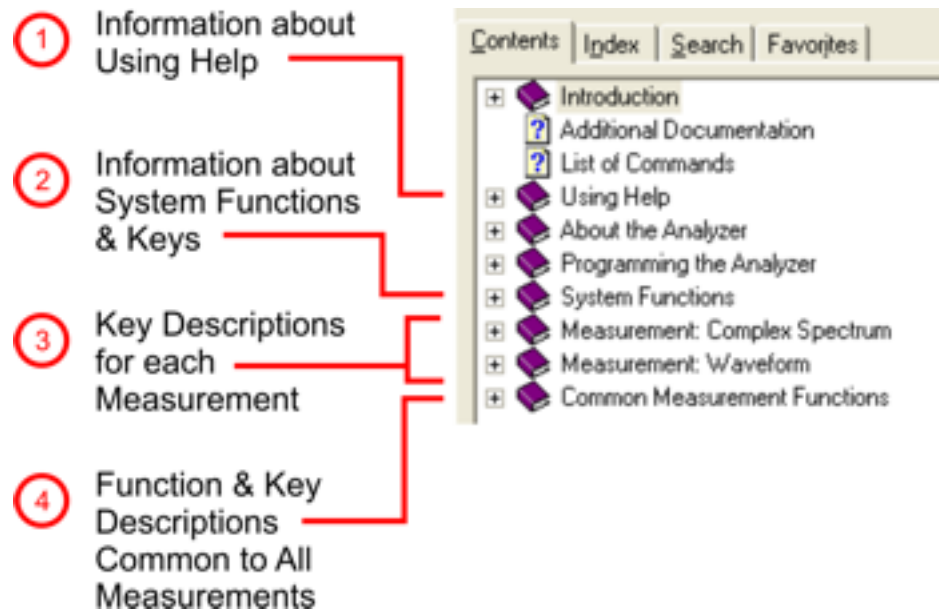 1
Information about
Using Help
2
Information about
System Functions
& Keys
3
Key Descriptions
for each
Measurement
4
Function & Key
Descriptions
Common to All
Measurements
Contents Index Search Favorites
Introduction
Additional Documentation
List of Commands
Using Help
About the Analyzer
Programming the Analyzer
System Functions
Measurement: Complex Spectrum
Measurement: Waveform
Common Measurement Functions